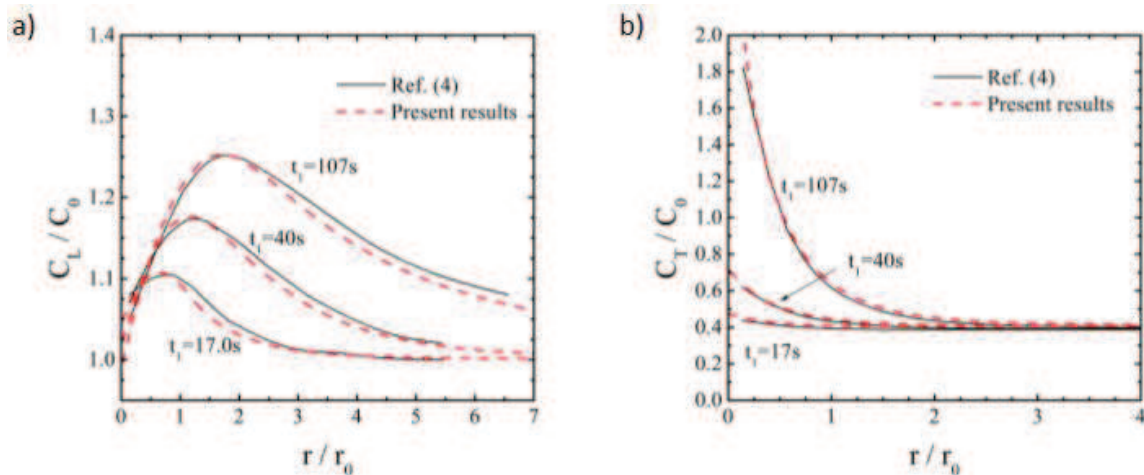 a)
1.4
1.3
1.2
1.1
1.0
0 1 2 3 4 5 6 7
C_L / C_0
r / r_0
Ref. (4)
Present results
t_1=107s
t_1=40s
t_1=17.0s
b)
2.0
1.8
1.6
1.4
1.2
1.0
0.8
0.6
0.4
0.2
0.0
0 1 2 3 4
C_T / C_0
r / r_0
Ref. (4)
Present results
t_1=107s
t_1=40s
t_1=17s